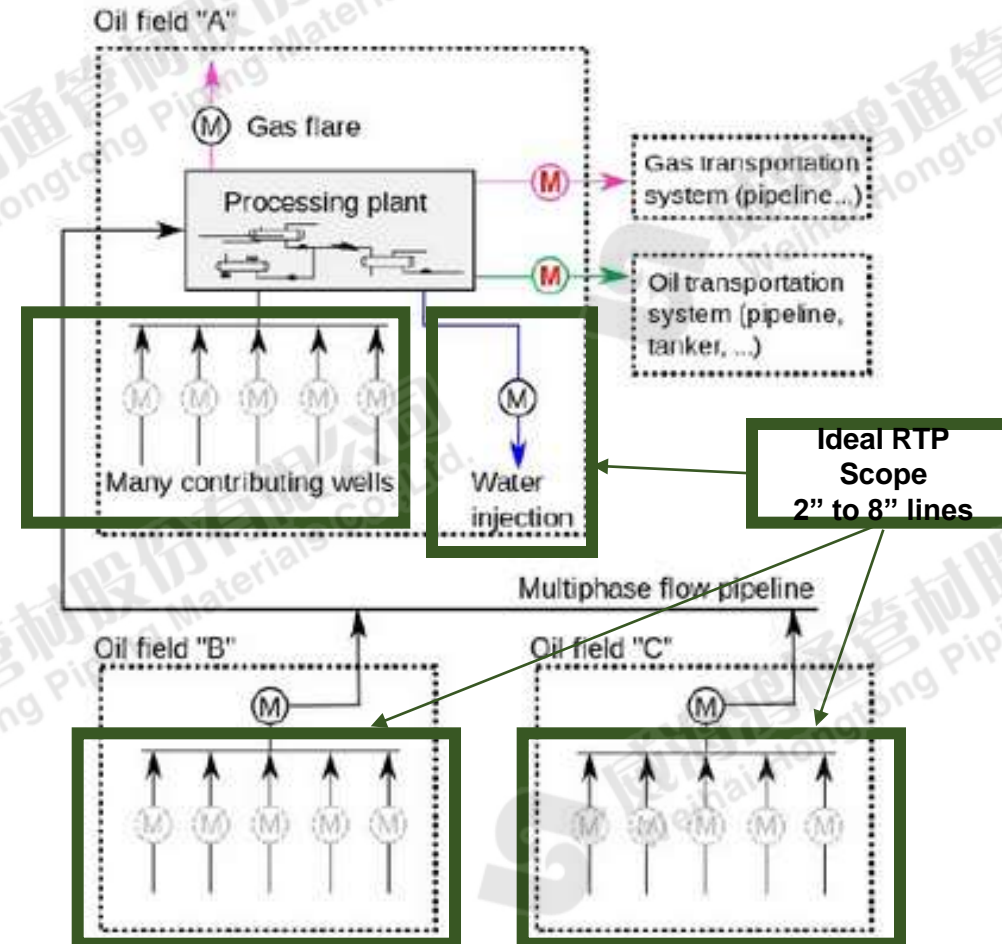 Oil field "A"
M
Gas flare
M
Gas transportation
system (pipeline...)
Processing plant
M
Oil transportation
system (pipeline,
tanker, ...)
M
M
M
M
M
M
Many contributing wells
Water
injection
Ideal RTP
Scope
2” to 8” lines
Multiphase flow pipeline
Oil field "B"
M
M
M
M
M
M
Oil field "C"
M
M
M
M
M
M